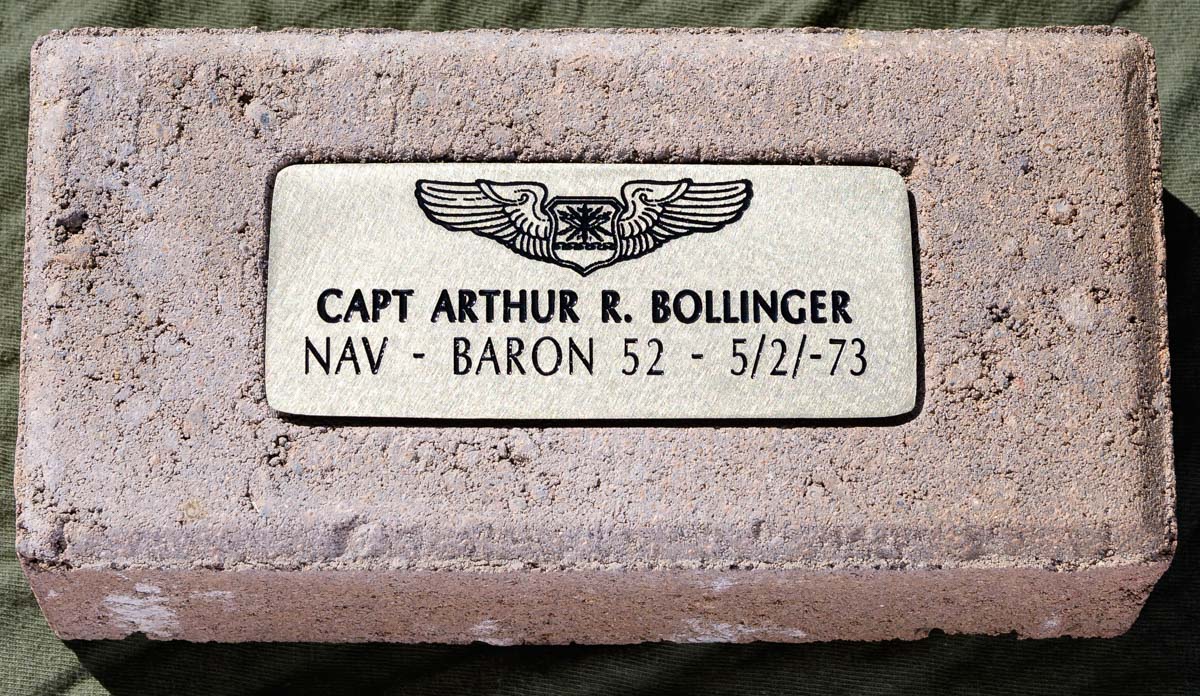 CAPT ARTHUR R. BOLLINGER
NAV - BARON 52 - 5/2/-73